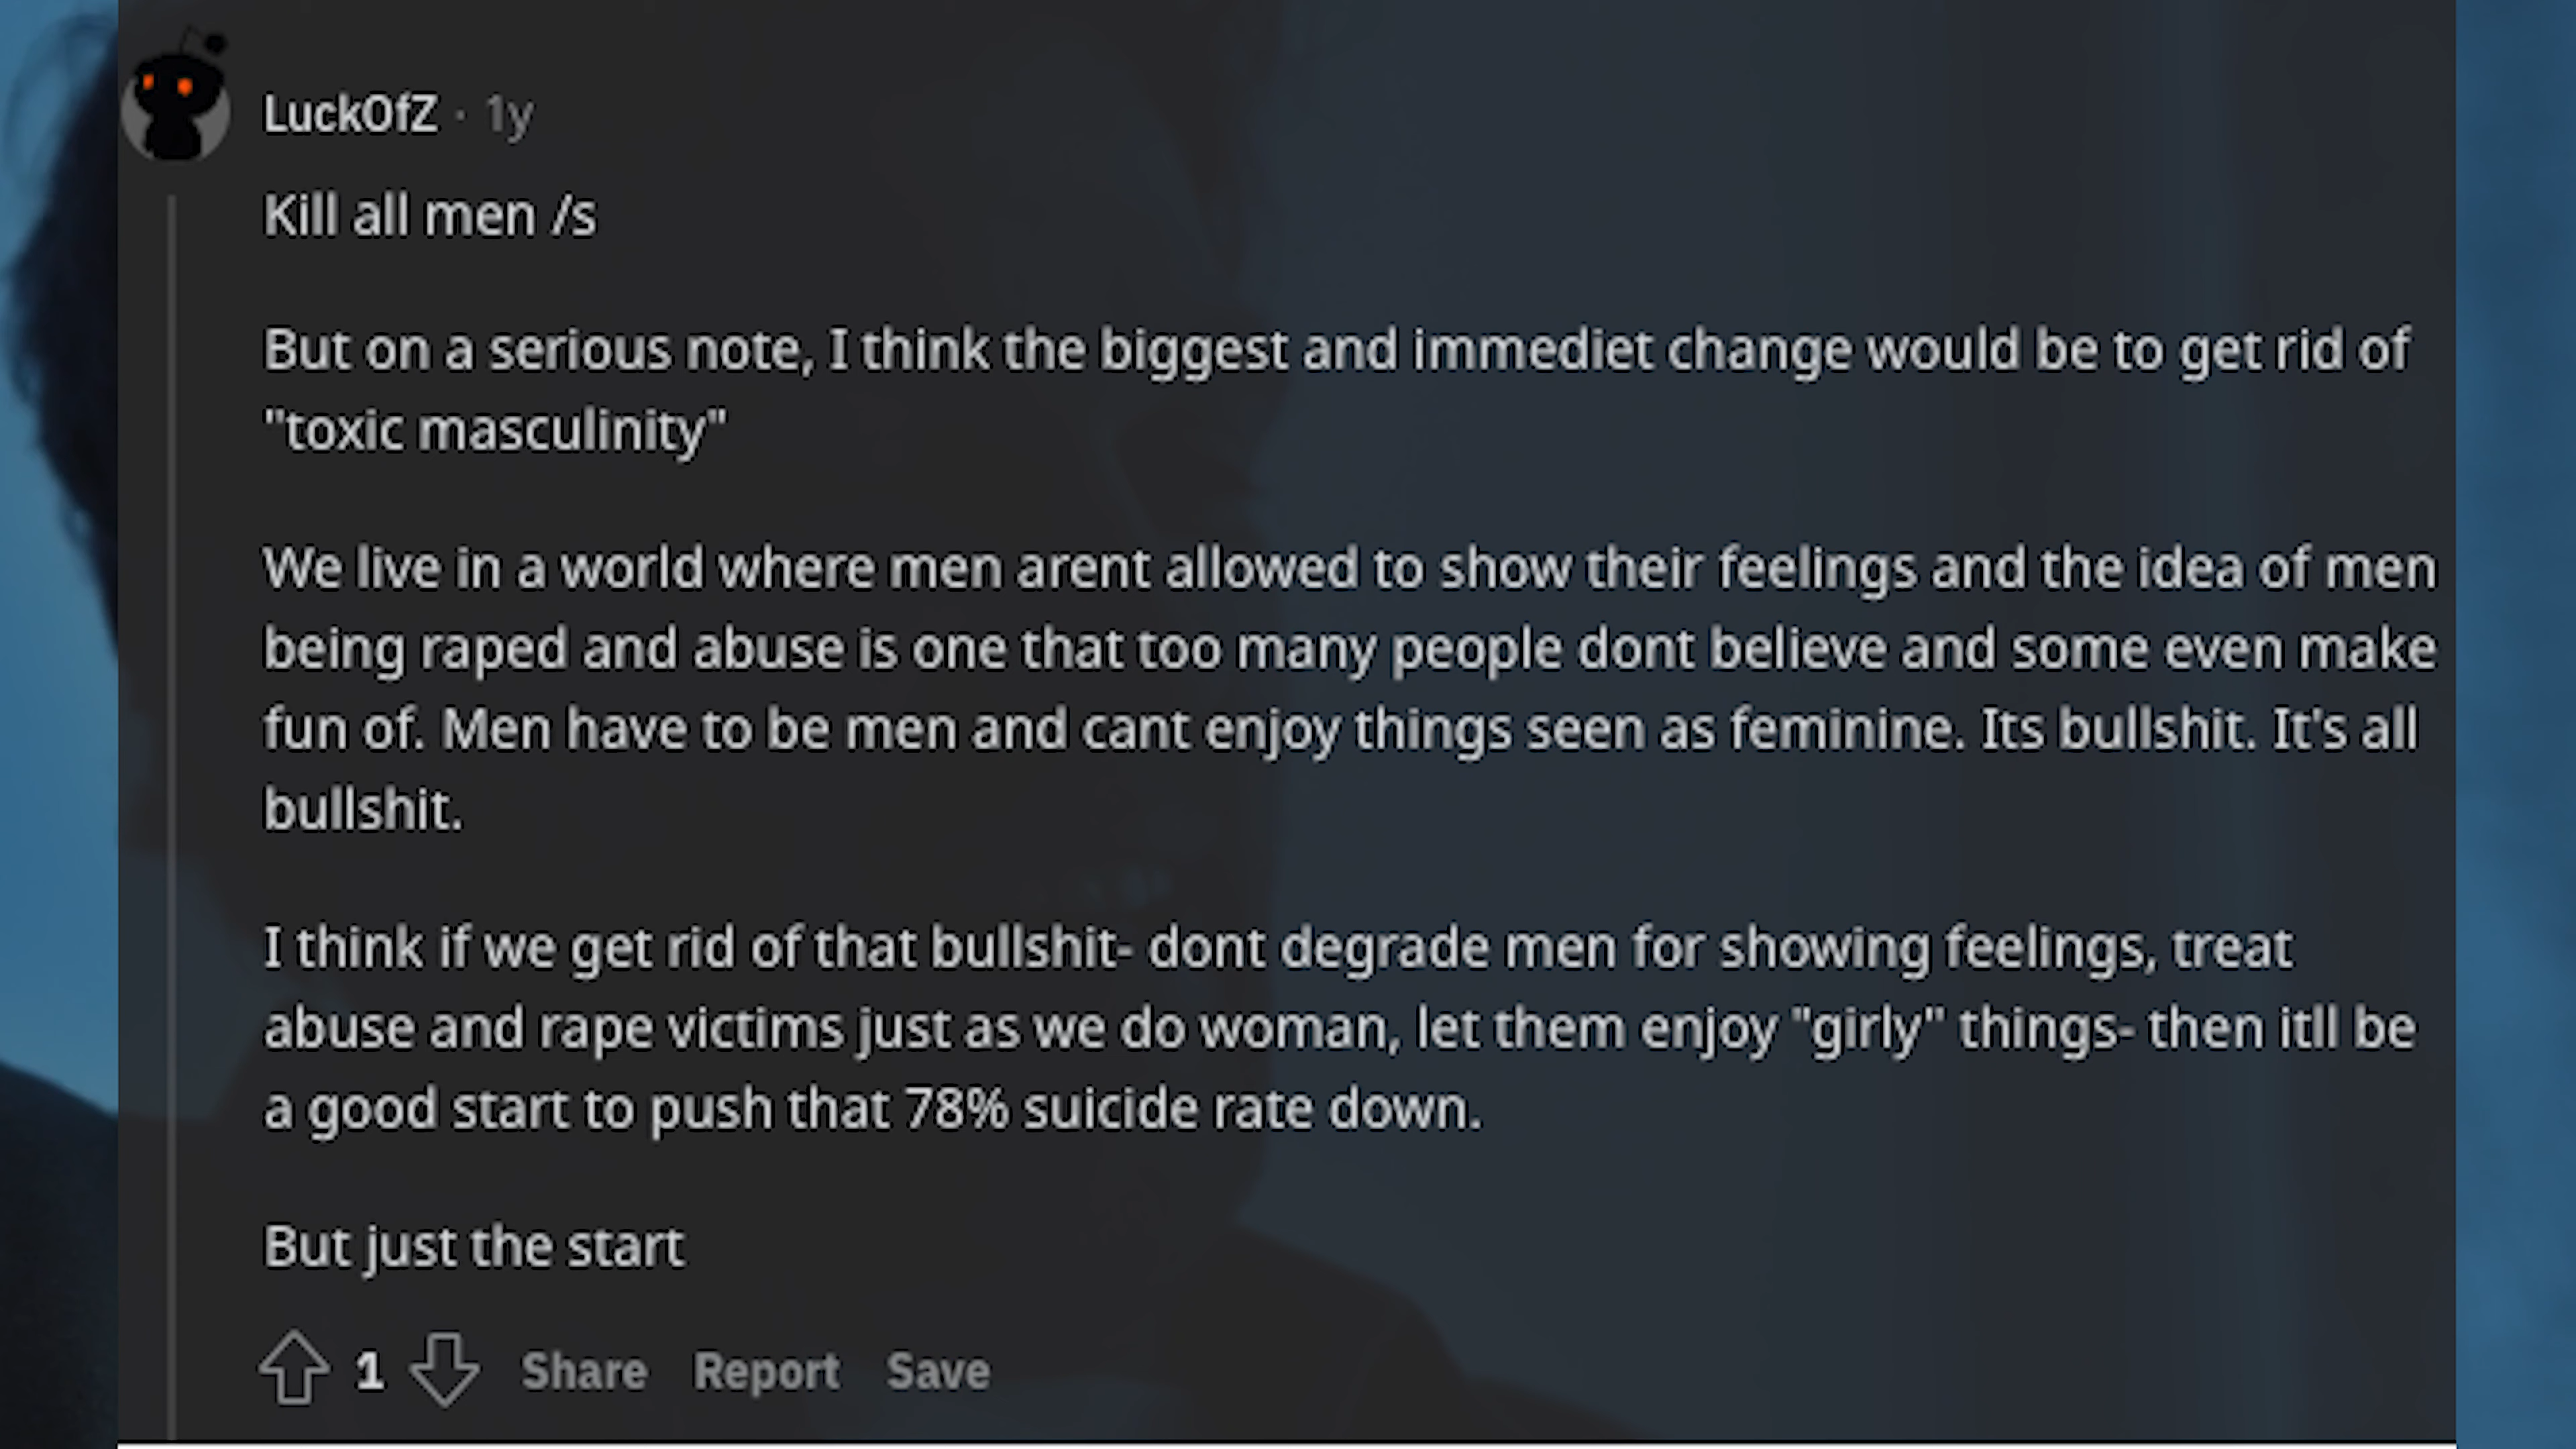 LuckOfZ · 1y
Kill all men /s
But on a serious note, I think the biggest and immediet change would be to get rid of
"toxic masculinity"
We live in a world where men arent allowed to show their feelings and the idea of men
being raped and abuse is one that too many people dont believe and some even make
fun of. Men have to be men and cant enjoy things seen as feminine. Its bullshit. It's all
bullshit.
I think if we get rid of that bullshit- dont degrade men for showing feelings, treat
abuse and rape victims just as we do woman, let them enjoy "girly" things- then itll be
a good start to push that 78% suicide rate down.
But just the start
1 Share Report Save